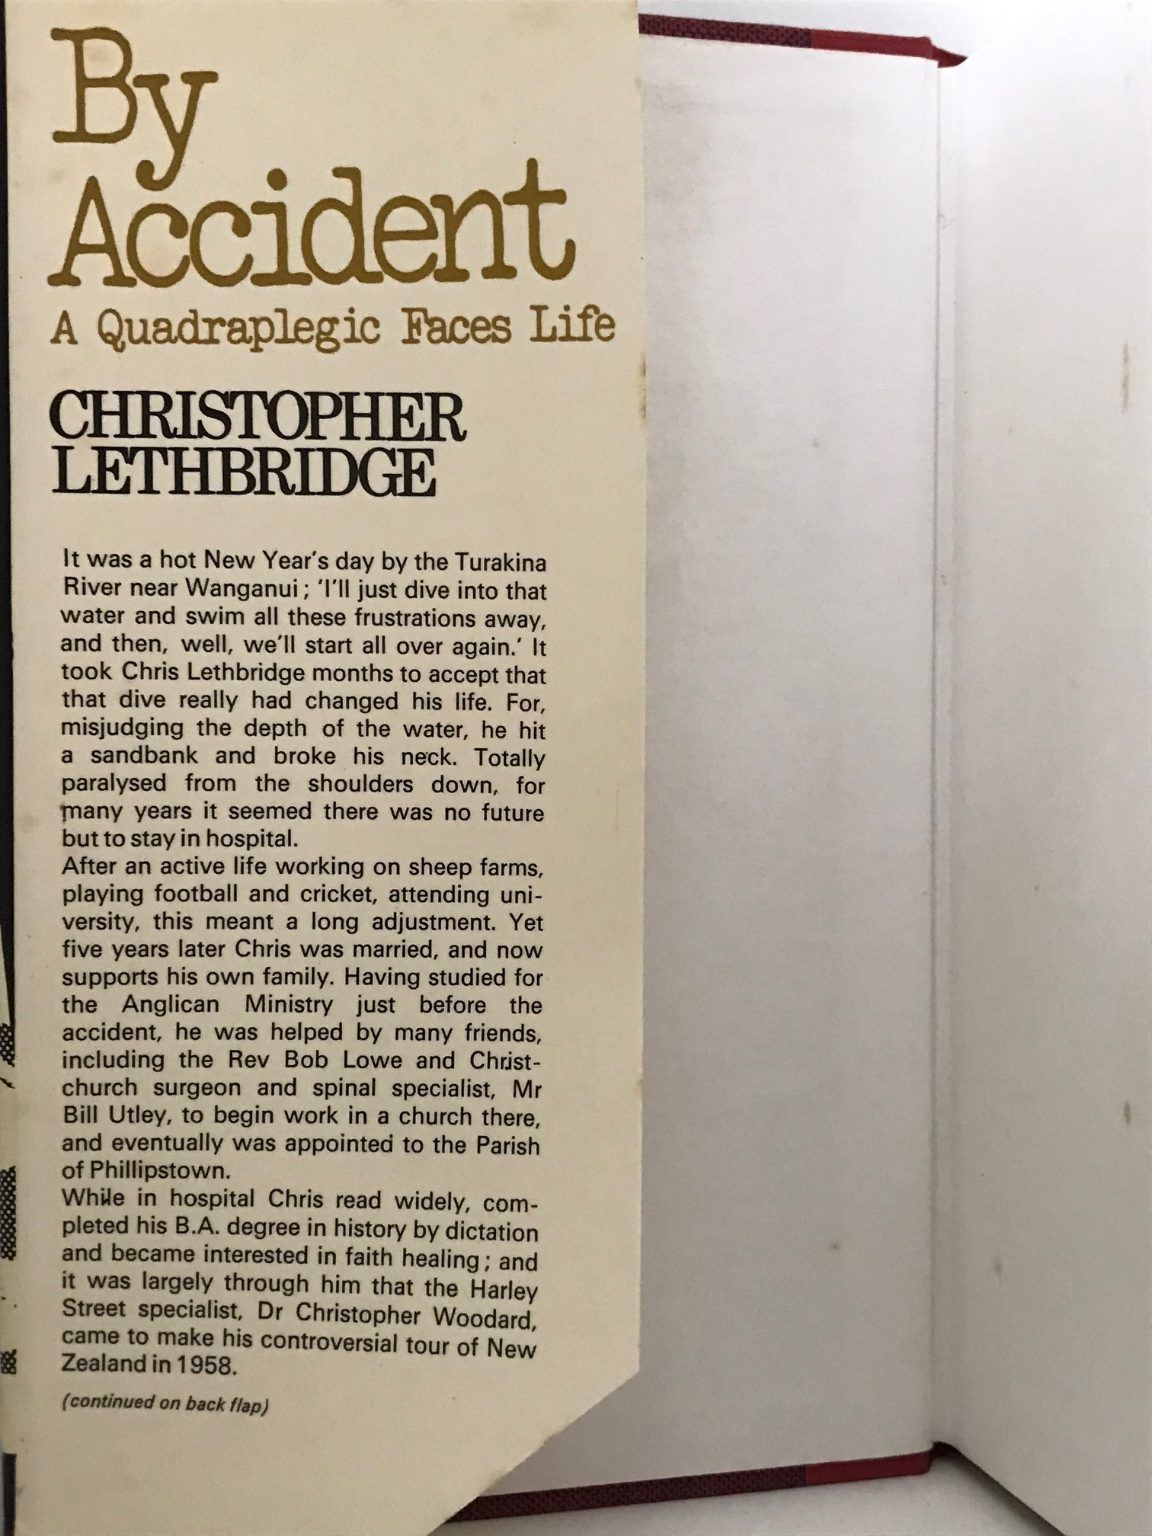 By
Accident
A Quadraplegic Faces Life
CHRISTOPHER
LETHBRIDGE
It was a hot New Year's day by the Turakina
River near Wanganui; 'I'll just dive into that
water and swim all these frustrations away,
and then, well, we'll start all over again.' It
took Chris Lethbridge months to accept that
that dive really had changed his life. For,
misjudging the depth of the water, he hit
a sandbank and broke his neck. Totally
paralysed from the shoulders down, for
many years it seemed there was no future
but to stay in hospital.
After an active life working on sheep farms,
playing football and cricket, attending uni-
versity, this meant a long adjustment. Yet
five years later Chris was married, and now
supports his own family. Having studied for
the Anglican Ministry just before the
accident, he was helped by many friends,
including the Rev Bob Lowe and Christ-
church surgeon and spinal specialist, Mr
Bill Utley, to begin work in a church there,
and eventually was appointed to the Parish
of Phillipstown.
While in hospital Chris read widely, com-
pleted his B.A. degree in history by dictation
and became interested in faith healing; and
it was largely through him that the Harley
Street specialist, Dr Christopher Woodard,
came to make his controversial tour of New
Zealand in 1958.
(continued on back flap)